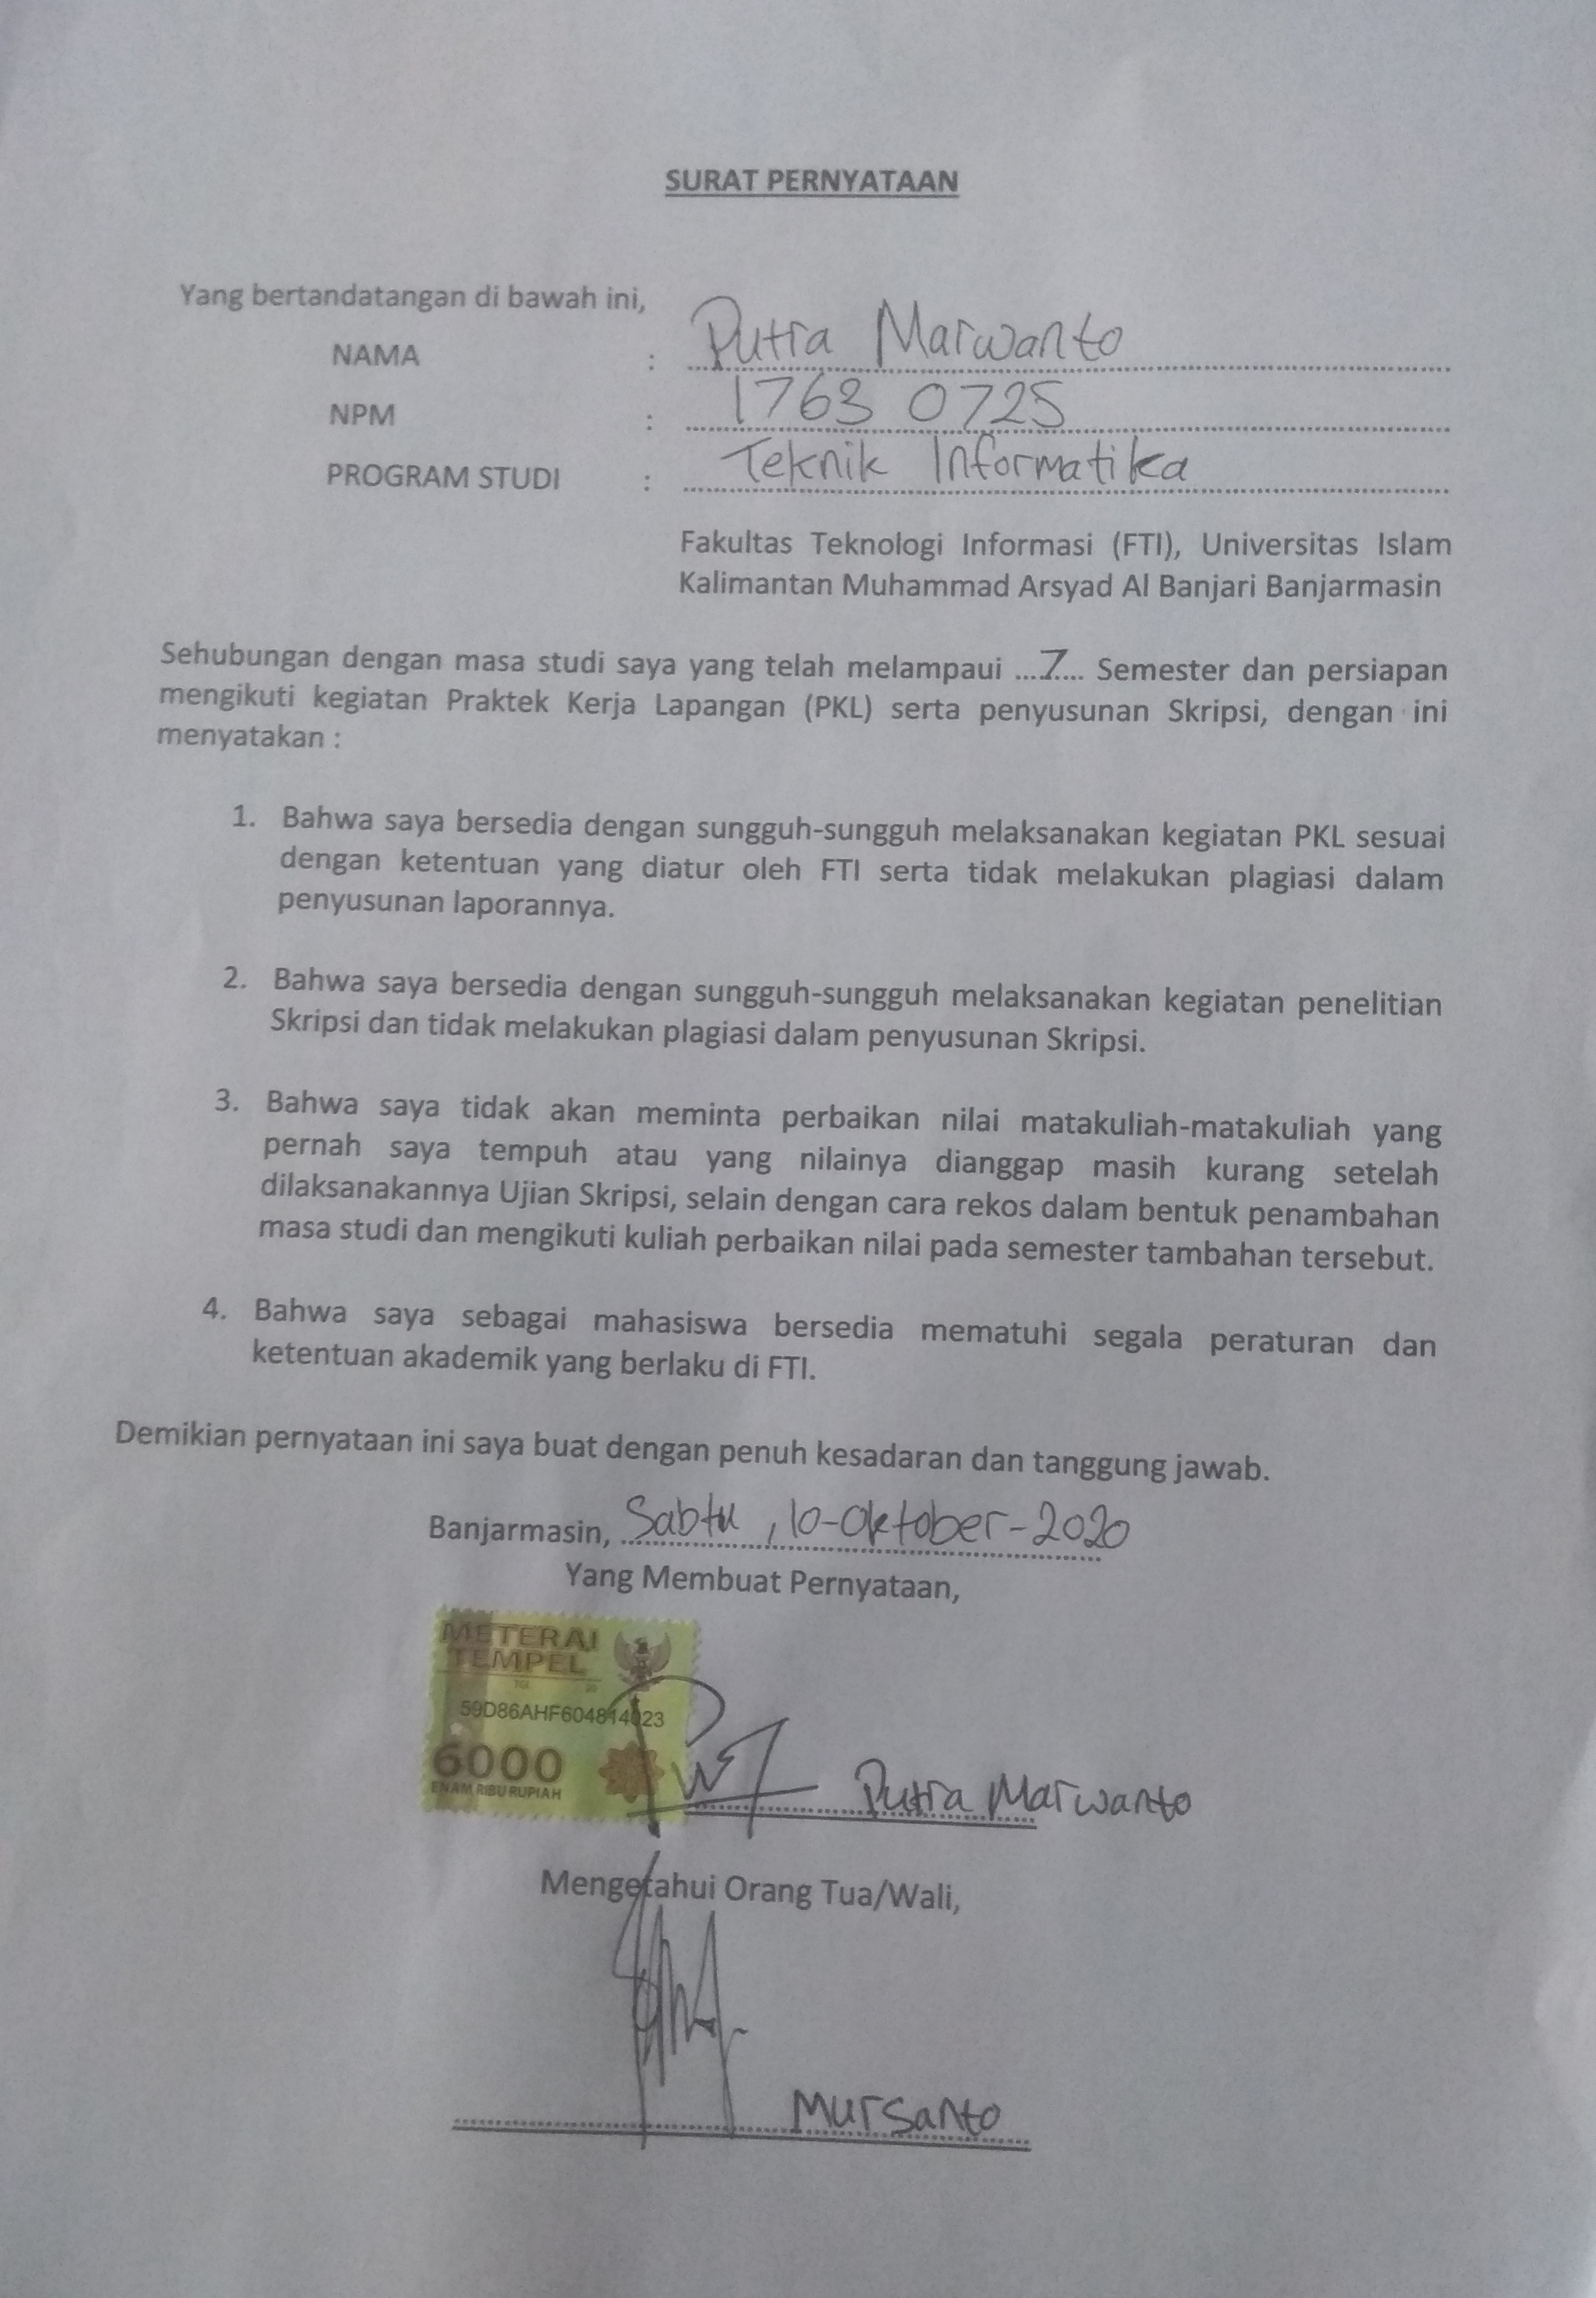 SURAT PERNYATAAN
Yang bertandatangan di bawah ini,
NAMA : Putra Marwanto
NPM : 1763 0725
PROGRAM STUDI : Teknik Informatika
Fakultas Teknologi Informasi (FTI), Universitas Islam
Kalimantan Muhammad Arsyad Al Banjari Banjarmasin
Sehubungan dengan masa studi saya yang telah melampaui ....7.... Semester dan persiapan
mengikuti kegiatan Praktek Kerja Lapangan (PKL) serta penyusunan Skripsi, dengan ini
menyatakan :
1. Bahwa saya bersedia dengan sungguh-sungguh melaksanakan kegiatan PKL sesuai
dengan ketentuan yang diatur oleh FTI serta tidak melakukan plagiasi dalam
penyusunan laporannya.
2. Bahwa saya bersedia dengan sungguh-sungguh melaksanakan kegiatan penelitian
Skripsi dan tidak melakukan plagiasi dalam penyusunan Skripsi.
3. Bahwa saya tidak akan meminta perbaikan nilai matakuliah-matakuliah yang
pernah saya tempuh atau yang nilainya dianggap masih kurang setelah
dilaksanakannya Ujian Skripsi, selain dengan cara rekos dalam bentuk penambahan
masa studi dan mengikuti kuliah perbaikan nilai pada semester tambahan tersebut.
4. Bahwa saya sebagai mahasiswa bersedia mematuhi segala peraturan dan
ketentuan akademik yang berlaku di FTI.
Demikian pernyataan ini saya buat dengan penuh kesadaran dan tanggung jawab.
Banjarmasin, Sabtu, 10-Oktober-2020
Yang Membuat Pernyataan,
METERAI
TEMPEL
59D86AHF604814023
6000
ENAM RIBU RUPIAH
Putra Marwanto
Mengetahui Orang Tua/Wali,
Mursanto